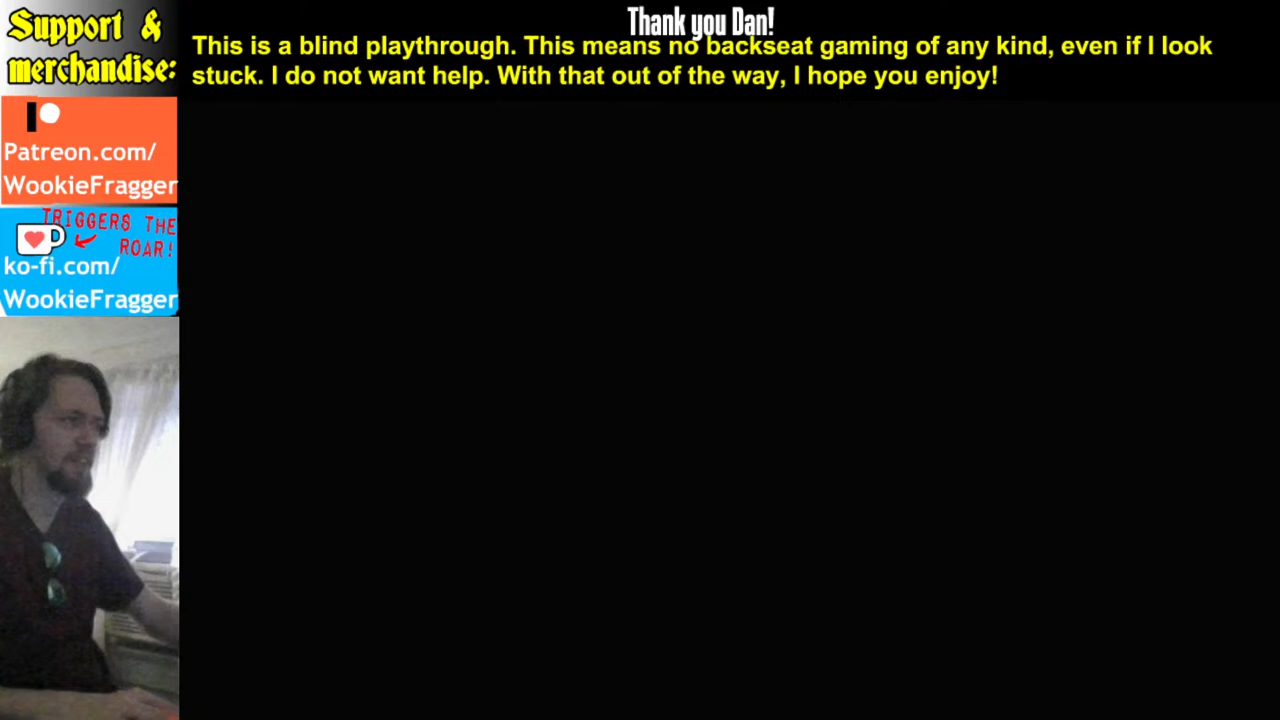 Support &
merchandise:
Patreon.com/
WookieFragger
TRIGGERS THE
ROAR!
ko-fi.com/
WookieFragger
Thank you Dan!
This is a blind playthrough. This means no backseat gaming of any kind, even if I look
stuck. I do not want help. With that out of the way, I hope you enjoy!